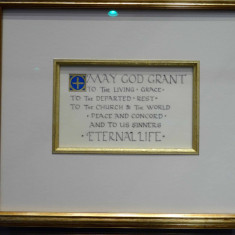 MAY GOD GRANT
TO THE LIVING · GRACE
TO THE DEPARTED · REST
TO THE CHURCH & THE WORLD
· PEACE AND CONCORD ·
AND TO US SINNERS
· ETERNAL LIFE ·